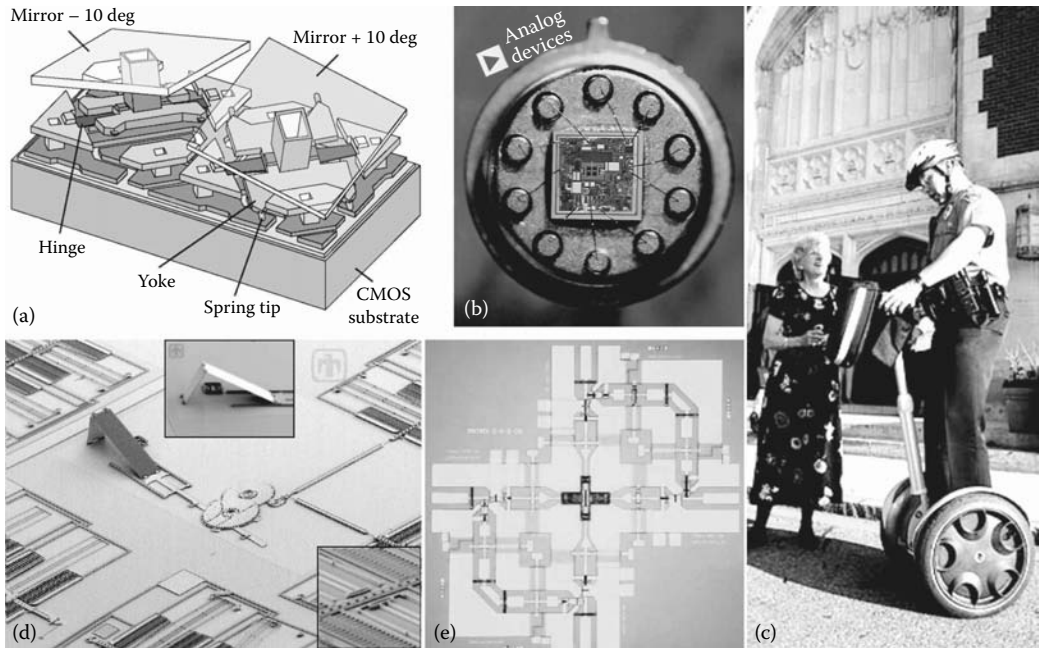 Mirror – 10 deg
Mirror + 10 deg
Hinge
Yoke
Spring tip
CMOS
substrate
(a)
Analog
devices
(b)
(c)
(d)
(e)